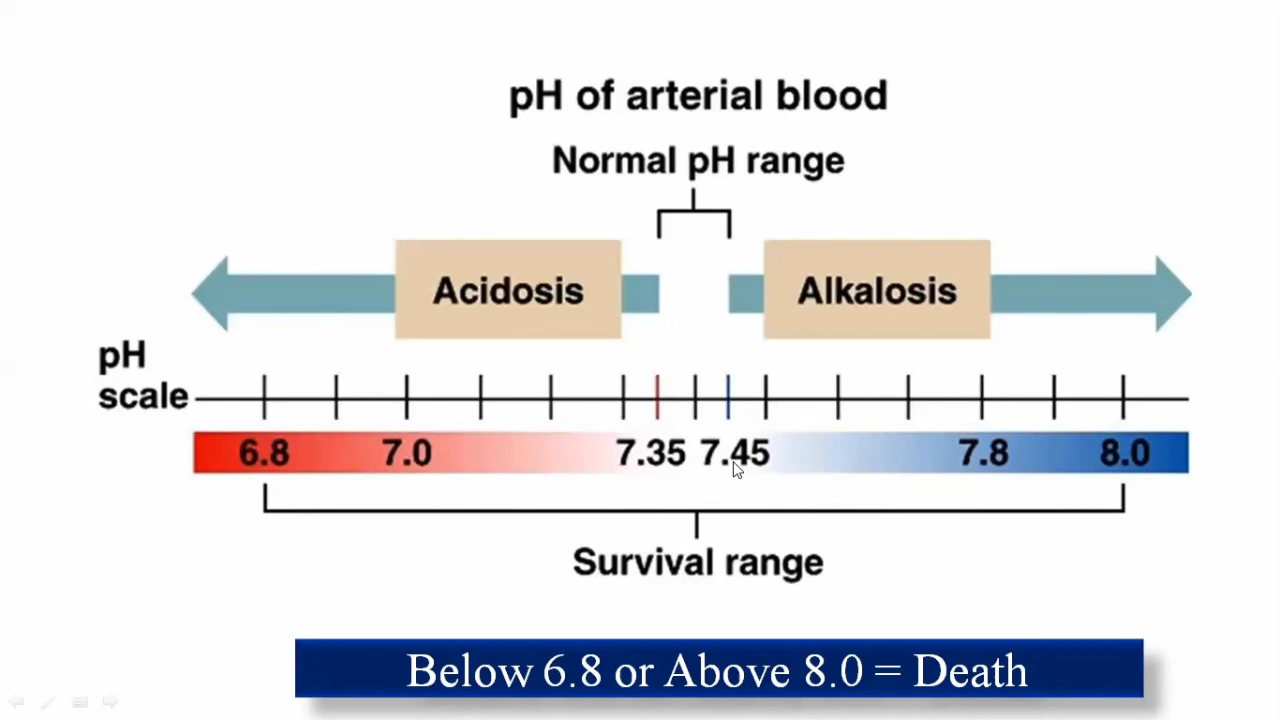 pH of arterial blood
Normal pH range
Acidosis
Alkalosis
pH
scale
6.8 7.0 7.35 7.45 7.8 8.0
Survival range
Below 6.8 or Above 8.0 = Death